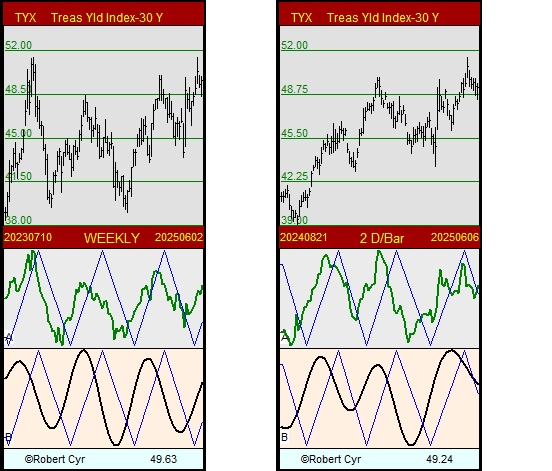 TYX Treas Yld Index-30 Y
52.00
48.75
45.00
41.50
38.00
20230710 WEEKLY 20250602
A
B
©Robert Cyr 49.63
TYX Treas Yld Index-30 Y
52.00
48.75
45.50
42.25
39.00
20240821 2 D/Bar 20250606
A
B
©Robert Cyr 49.24